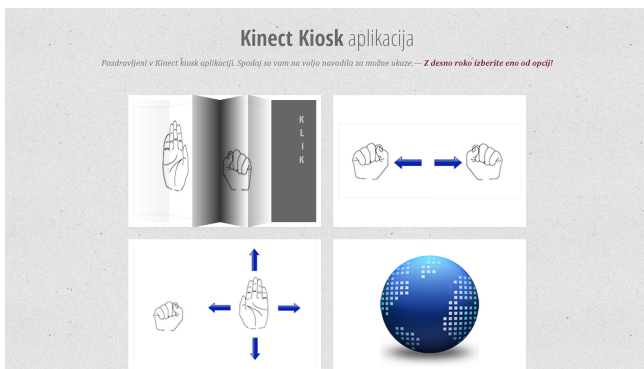 Kinect Kiosk aplikacija
Pozdravljeni v Kinect kiosk aplikaciji. Spodaj so vam na voljo navodila za možne ukaze.— Z desno roko izberite eno od opcij!
K
L
I
K